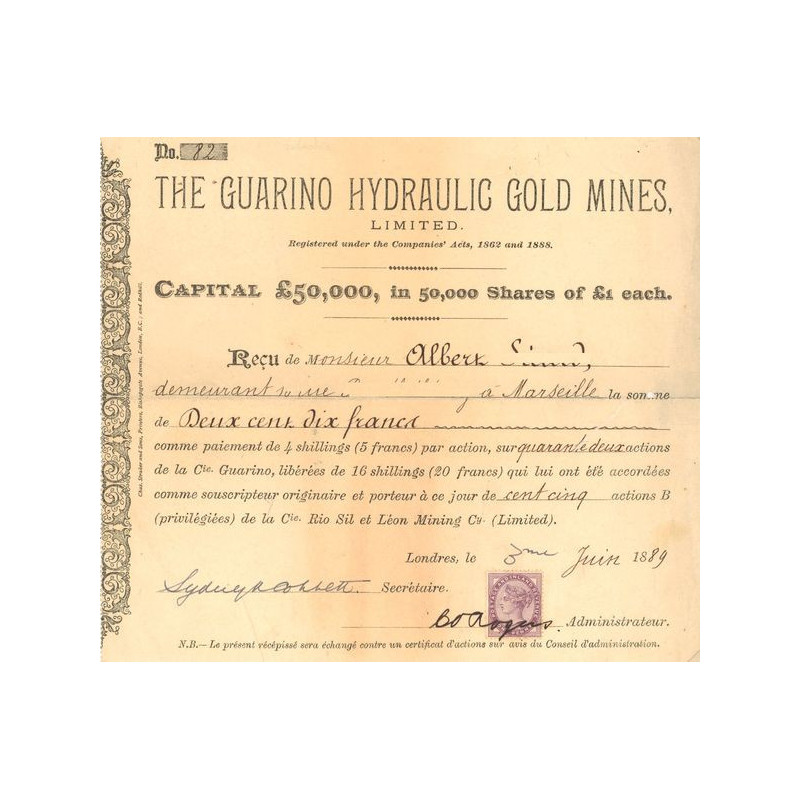 No. 82
THE GUARINO HYDRAULIC GOLD MINES,
LIMITED.
Registered under the Companies' Acts, 1862 and 1888.
CAPITAL £50,000, in 50,000 Shares of £1 each.
Reçu de Monsieur Albert
demeurant à Marseille la somme
de Deux cent dix francs
comme paiement de 4 shillings (5 francs) par action, sur quarante deux actions
de la Cie. Guarino, libérées de 16 shillings (20 francs) qui lui ont été accordées
comme souscripteur originaire et porteur à ce jour de cent cinq actions B
(privilégiées) de la Cie. Rio Sil et Léon Mining Cy. (Limited).
Londres, le 3me Juin 1889
Secrétaire.
Administrateur.
N.B.—Le présent récépissé sera échangé contre un certificat d'actions sur avis du Conseil d'administration.